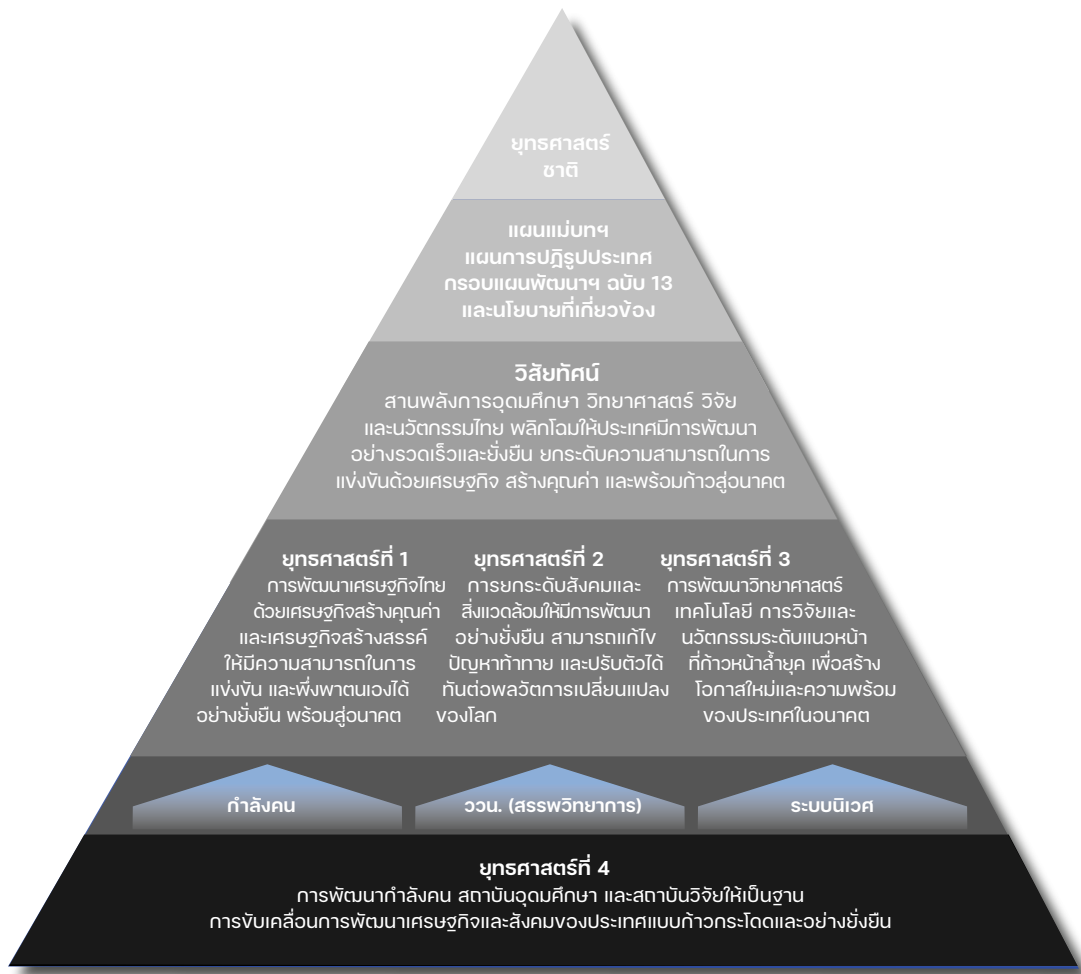 ยุทธศาสตร์
ชาติ
แผนแม่บทฯ
แผนการปฎิรูปประเทศ
กรอบแผนพัฒนาฯ ฉบับ 13
และนโยบายที่เกี่ยวข้อง
วิสัยทัศน์
สานพลังการอุดมศึกษา วิทยาศาสตร์ วิจัย
และนวัตกรรมไทย พลิกโฉมให้ประเทศมีการพัฒนา
อย่างรวดเร็วและยั่งยืน ยกระดับความสามารถในการ
แข่งขันด้วยเศรษฐกิจ สร้างคุณค่า และพร้อมก้าวสู่อนาคต
ยุทธศาสตร์ที่ 1
การพัฒนาเศรษฐกิจไทย
ด้วยเศรษฐกิจสร้างคุณค่า
และเศรษฐกิจสร้างสรรค์
ให้มีความสามารถในการ
แข่งขัน และพึ่งพาตนเองได้
อย่างยั่งยืน พร้อมสู่อนาคต
ยุทธศาสตร์ที่ 2
การยกระดับสังคมและ
สิ่งแวดล้อมให้มีการพัฒนา
อย่างยั่งยืน สามารถแก้ไข
ปัญหาท้าทาย และปรับตัวได้
ทันต่อพลวัตการเปลี่ยนแปลง
ของโลก
ยุทธศาสตร์ที่ 3
การพัฒนาวิทยาศาสตร์
เทคโนโลยี การวิจัยและ
นวัตกรรมระดับแนวหน้า
ที่ก้าวหน้าล้ำยุค เพื่อสร้าง
โอกาสใหม่และความพร้อม
ของประเทศในอนาคต
กำลังคน
ววน. (สรรพวิทยาการ)
ระบบนิเวศ
ยุทธศาสตร์ที่ 4
การพัฒนากำลังคน สถาบันอุดมศึกษา และสถาบันวิจัยให้เป็นฐาน
การขับเคลื่อนการพัฒนาเศรษฐกิจและสังคมของประเทศแบบก้าวกระโดดและอย่างยั่งยืน